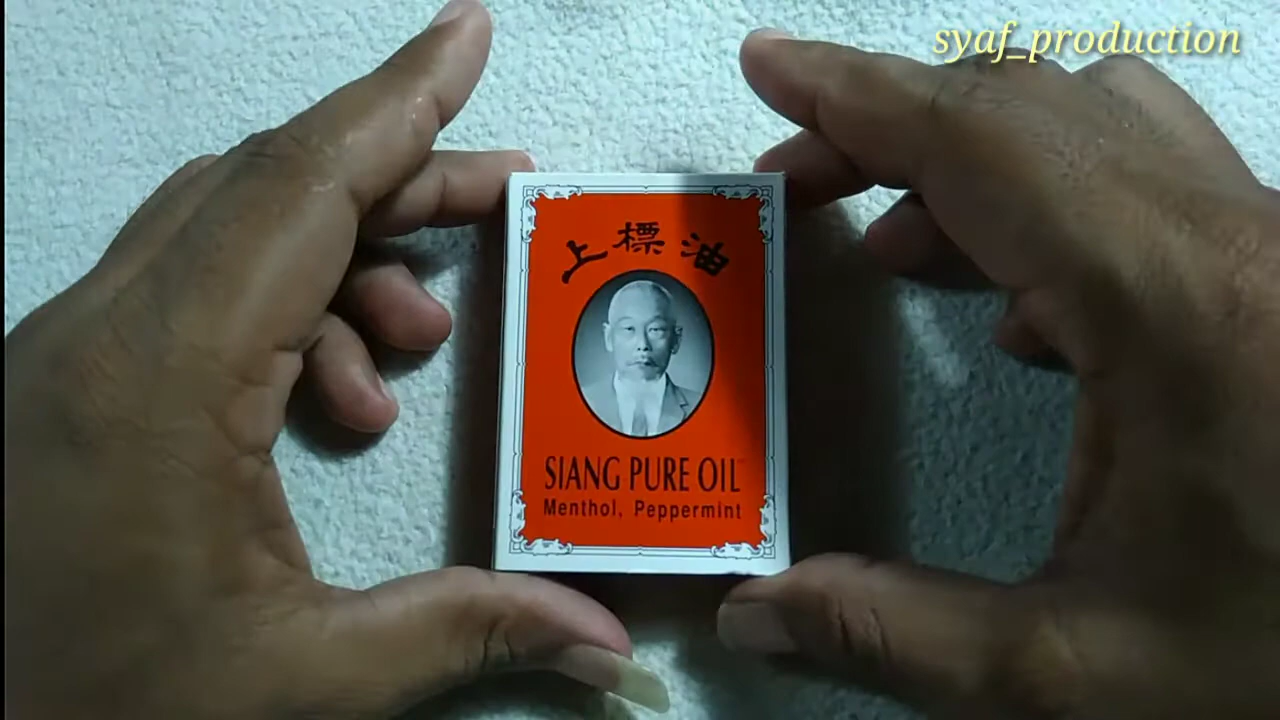 syaf_production
上標油
SIANG PURE OIL
Menthol, Peppermint